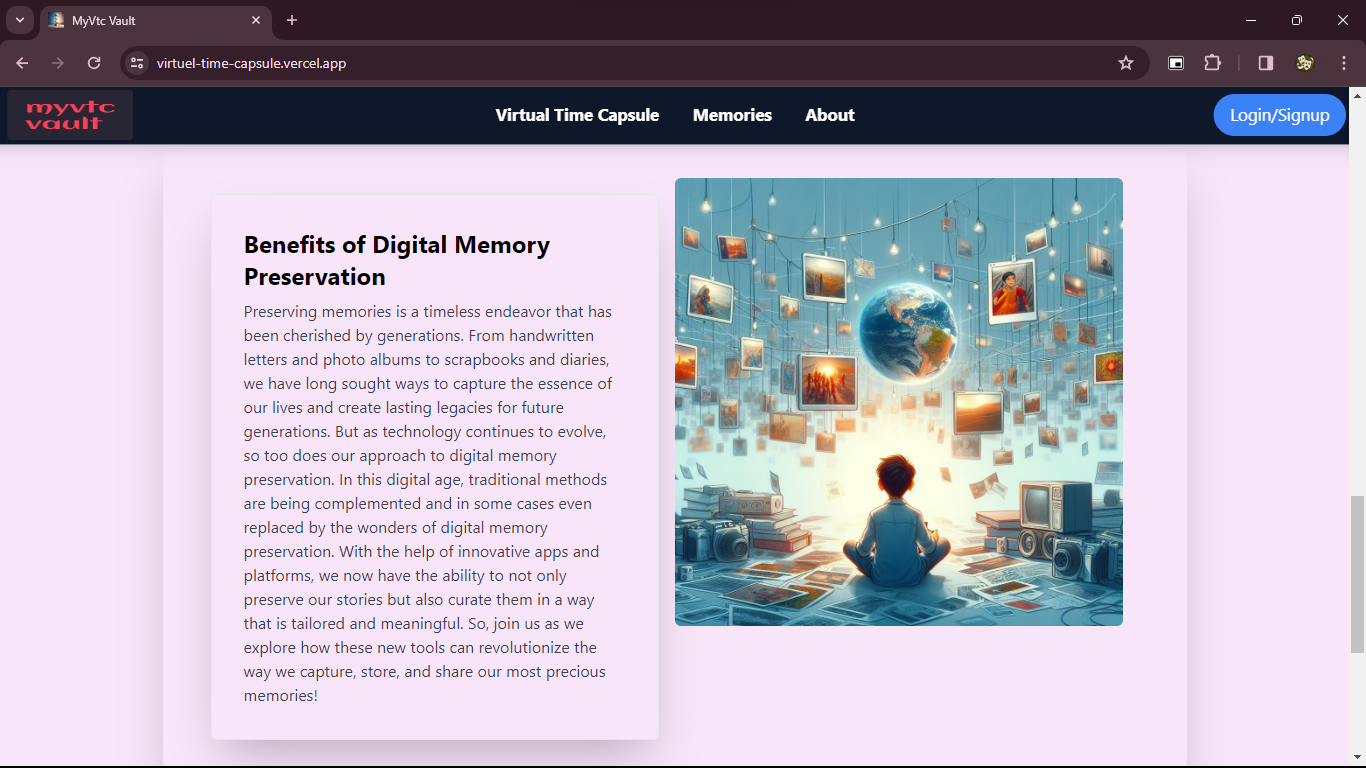 MyVtc Vault
virtuel-time-capsule.vercel.app
myvtc
vault
Virtual Time Capsule
Memories
About
Login/Signup
Benefits of Digital Memory
Preservation
Preserving memories is a timeless endeavor that has
been cherished by generations. From handwritten
letters and photo albums to scrapbooks and diaries,
we have long sought ways to capture the essence of
our lives and create lasting legacies for future
generations. But as technology continues to evolve,
so too does our approach to digital memory
preservation. In this digital age, traditional methods
are being complemented and in some cases even
replaced by the wonders of digital memory
preservation. With the help of innovative apps and
platforms, we now have the ability to not only
preserve our stories but also curate them in a way
that is tailored and meaningful. So, join us as we
explore how these new tools can revolutionize the
way we capture, store, and share our most precious
memories!